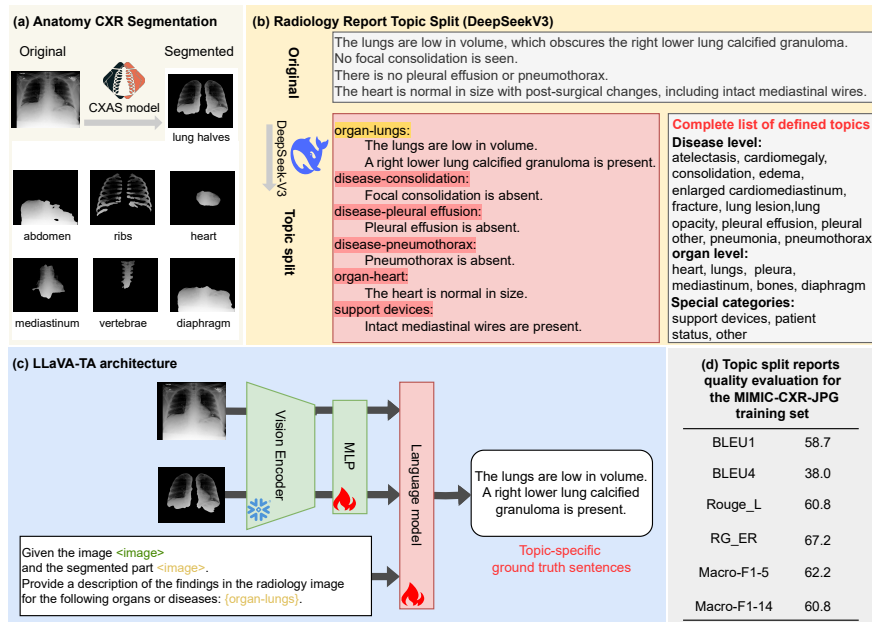 (a) Anatomy CXR Segmentation
Original
Segmented
CXAS model
lung halves
abdomen
ribs
heart
mediastinum
vertebrae
diaphragm
(b) Radiology Report Topic Split (DeepSeekV3)
Original
The lungs are low in volume, which obscures the right lower lung calcified granuloma.
No focal consolidation is seen.
There is no pleural effusion or pneumothorax.
The heart is normal in size with post-surgical changes, including intact mediastinal wires.
DeepSeek-V3
Topic split
organ-lungs:
The lungs are low in volume.
A right lower lung calcified granuloma is present.
disease-consolidation:
Focal consolidation is absent.
disease-pleural effusion:
Pleural effusion is absent.
disease-pneumothorax:
Pneumothorax is absent.
organ-heart:
The heart is normal in size.
support devices:
Intact mediastinal wires are present.
Complete list of defined topics
Disease level:
atelectasis, cardiomegaly,
consolidation, edema,
enlarged cardiomediastinum,
fracture, lung lesion,lung
opacity, pleural effusion, pleural
other, pneumonia, pneumothorax
organ level:
heart, lungs, pleura,
mediastinum, bones, diaphragm
Special categories:
support devices, patient
status, other
(c) LLaVA-TA architecture
Vision Encoder
MLP
Language model
Given the image <image>
and the segmented part <image>.
Provide a description of the findings in the radiology image
for the following organs or diseases: {organ-lungs}.
The lungs are low in volume.
A right lower lung calcified
granuloma is present.
Topic-specific
ground truth sentences
(d) Topic split reports
quality evaluation for
the MIMIC-CXR-JPG
training set
BLEU1 58.7
BLEU4 38.0
Rouge_L 60.8
RG_ER 67.2
Macro-F1-5 62.2
Macro-F1-14 60.8